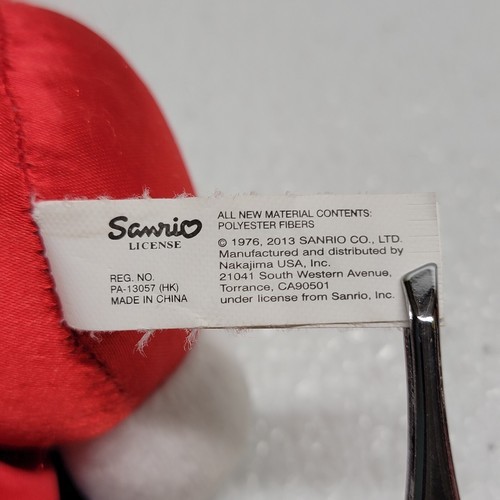 Sanrio
LICENSE
REG. NO.
PA-13057 (HK)
MADE IN CHINA
ALL NEW MATERIAL CONTENTS:
POLYESTER FIBERS
© 1976, 2013 SANRIO CO., LTD.
Manufactured and distributed by
Nakajima USA, Inc.
21041 South Western Avenue,
Torrance, CA90501
under license from Sanrio, Inc.